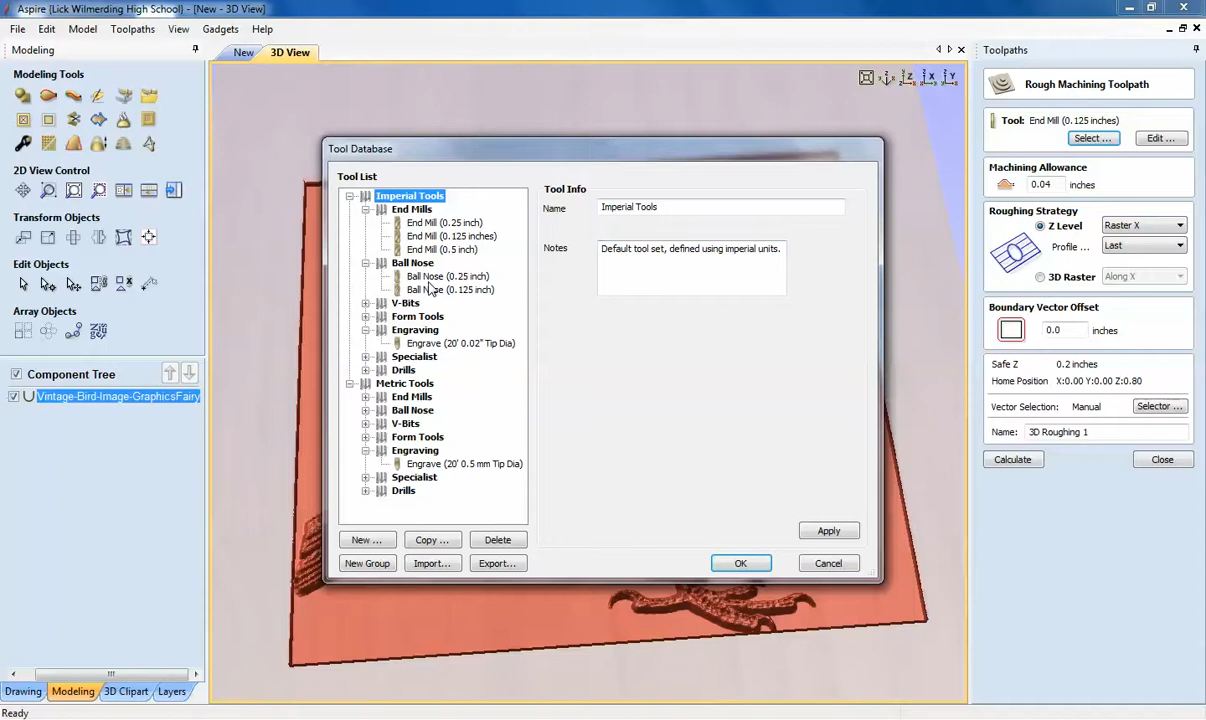 Aspire {Lick Wilmerding High School} - [New - 3D View]
File Edit Model Toolpaths View Gadgets Help
Modeling
New 3D View
Toolpaths
Modeling Tools
2D View Control
Transform Objects
Edit Objects
Array Objects
Component Tree
Vintage-Bird-Image-GraphicsFairy
Drawing Modeling 3D Clipart Layers
Ready
Tool Database
Tool List
Imperial Tools
End Mills
End Mill (0.25 inch)
End Mill (0.125 inches)
End Mill (0.5 inch)
Ball Nose
Ball Nose (0.25 inch)
Ball Nose (0.125 inch)
V-Bits
Form Tools
Engraving
Engrave (20' 0.02" Tip Dia)
Specialist
Drills
Metric Tools
End Mills
Ball Nose
V-Bits
Form Tools
Engraving
Engrave (20' 0.5 mm Tip Dia)
Specialist
Drills
New ... Copy ... Delete
New Group Import... Export...
Tool Info
Name Imperial Tools
Notes Default tool set, defined using imperial units.
Apply
OK Cancel
Rough Machining Toolpath
Tool: End Mill (0.125 inches)
Select ... Edit ...
Machining Allowance
0.04 inches
Roughing Strategy
Z Level Raster X
Profile ... Last
3D Raster Along X
Boundary Vector Offset
0.0 inches
Safe Z 0.2 inches
Home Position X:0.00 Y:0.00 Z:0.80
Vector Selection: Manual Selector ...
Name: 3D Roughing 1
Calculate Close